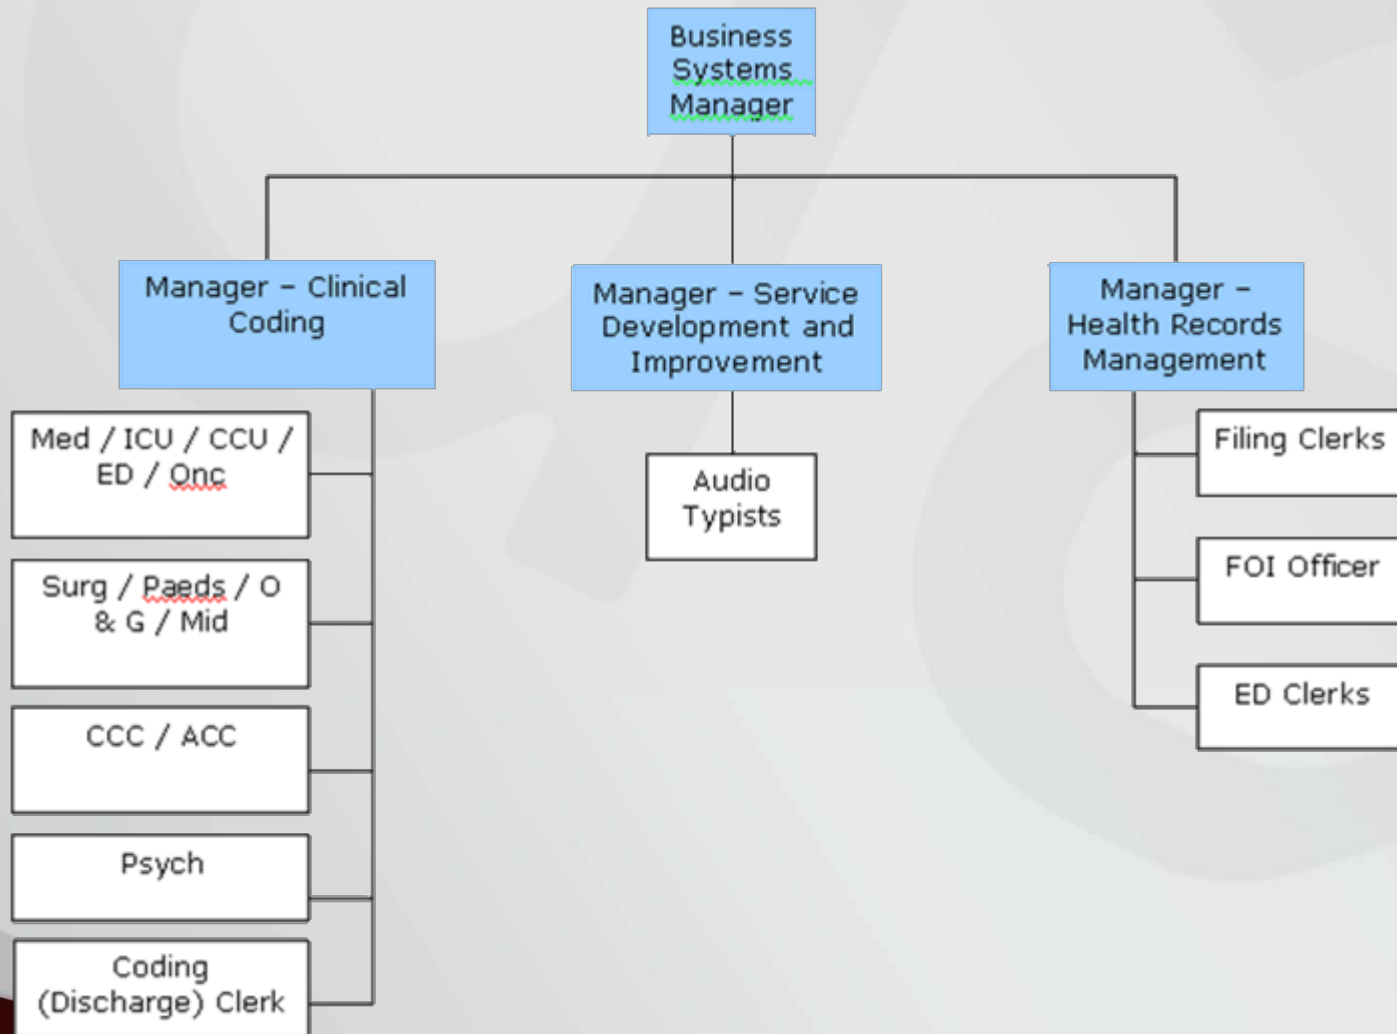 Business
Systems
Manager
Manager – Clinical
Coding
Manager – Service
Development and
Improvement
Manager –
Health Records
Management
Med / ICU / CCU /
ED / Onc
Surg / Paeds / O
& G / Mid
CCC / ACC
Psych
Coding
(Discharge) Clerk
Audio
Typists
Filing Clerks
FOI Officer
ED Clerks